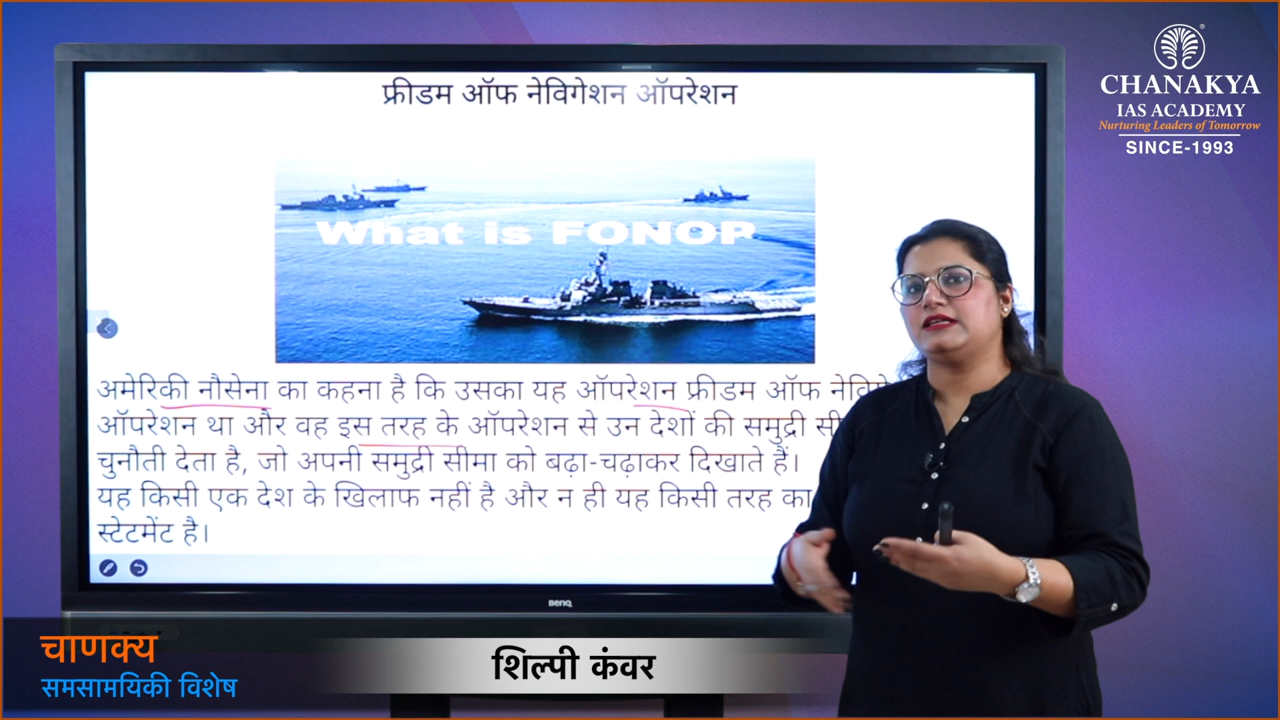 फ्रीडम ऑफ नेविगेशन ऑपरेशन
What is FONOP
अमेरिकी नौसेना का कहना है कि उसका यह ऑपरेशन फ्रीडम ऑफ
ऑपरेशन था और वह इस तरह के ऑपरेशन से उन देशों की समुद्री
चुनौती देता है, जो अपनी समुद्री सीमा को बढ़ा-चढ़ाकर दिखाते हैं।
यह किसी एक देश के खिलाफ नहीं है और न ही यह किसी तरह का
स्टेटमेंट है।
BenQ
CHANAKYA
IAS ACADEMY
Nurturing Leaders of Tomorrow
SINCE-1993
चाणक्य
समसामयिकी विशेष
शिल्पी कंवर